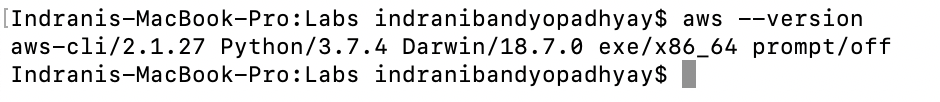 [Indranis-MacBook-Pro:Labs indranibandyopadhyay$ aws --version
aws-cli/2.1.27 Python/3.7.4 Darwin/18.7.0 exe/x86_64 prompt/off
Indranis-MacBook-Pro:Labs indranibandyopadhyay$